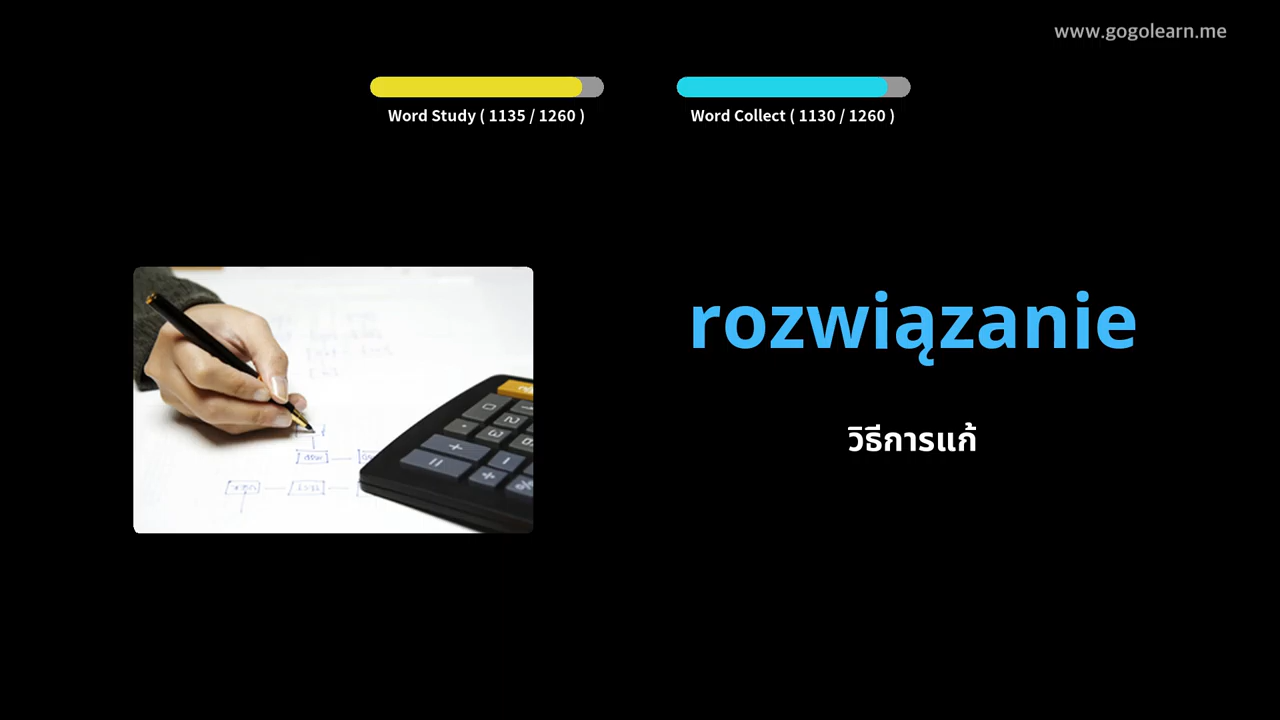 www.gogolearn.me
Word Study ( 1135 / 1260 )
Word Collect ( 1130 / 1260 )
rozwiązanie
วิธีการแก้